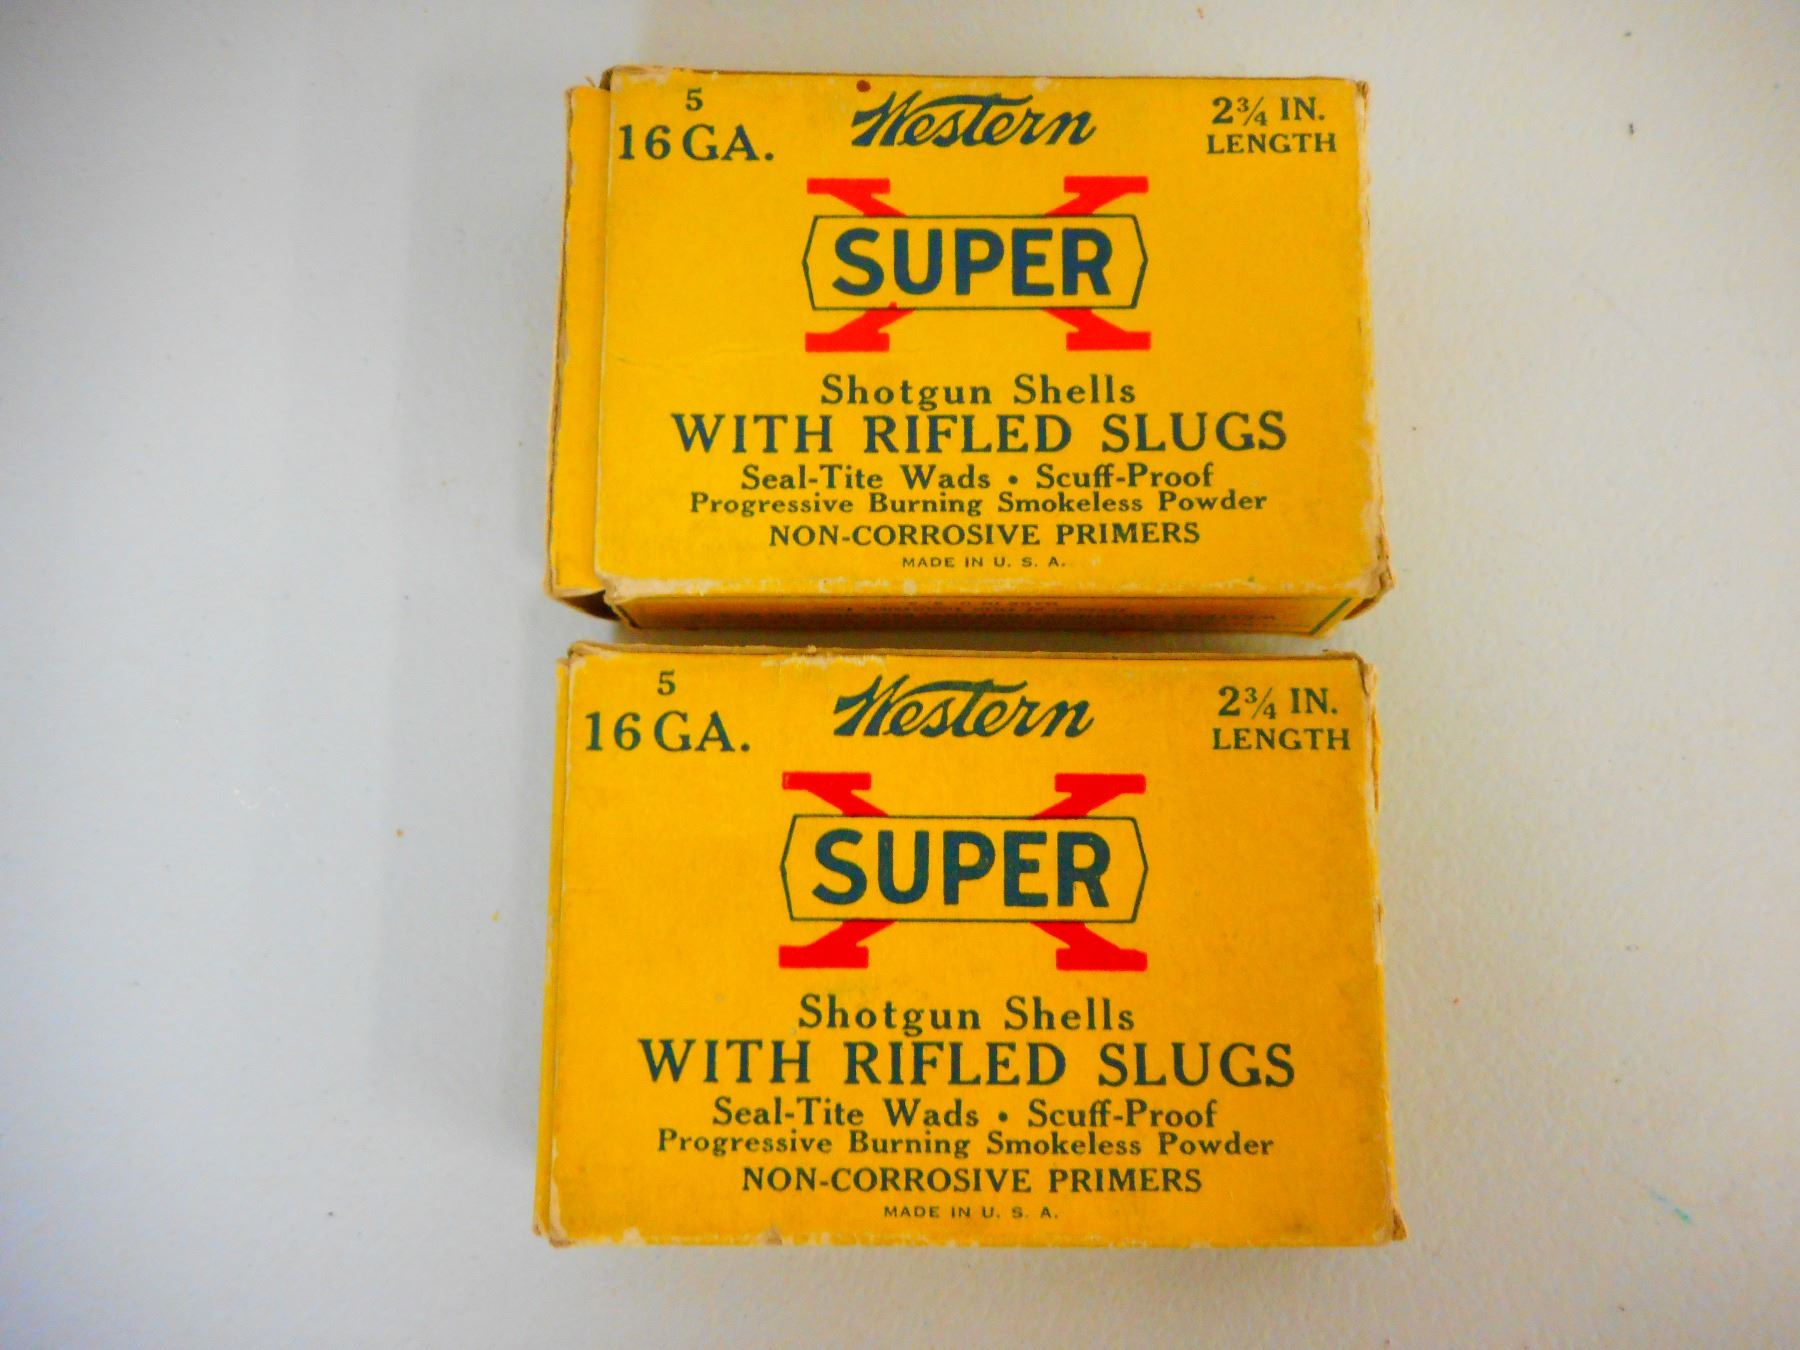 5
16 GA.
Western
2¾ IN.
LENGTH
SUPER X
Shotgun Shells
WITH RIFLED SLUGS
Seal-Tite Wads • Scuff-Proof
Progressive Burning Smokeless Powder
NON-CORROSIVE PRIMERS
MADE IN U. S. A.
5
16 GA.
Western
2¾ IN.
LENGTH
SUPER X
Shotgun Shells
WITH RIFLED SLUGS
Seal-Tite Wads • Scuff-Proof
Progressive Burning Smokeless Powder
NON-CORROSIVE PRIMERS
MADE IN U. S. A.